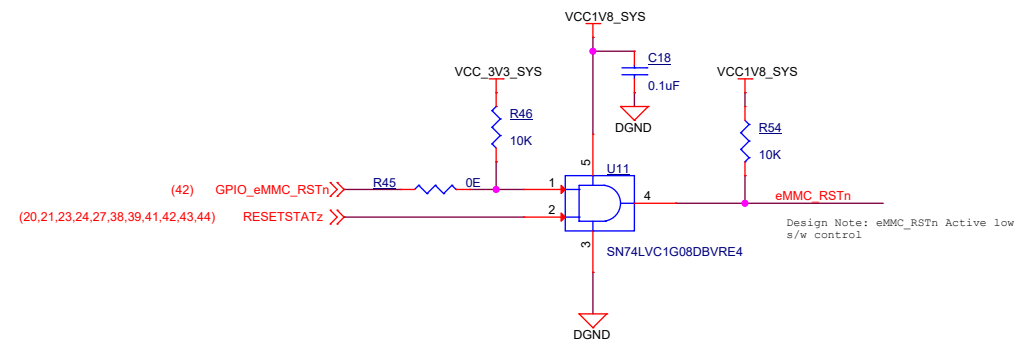 VCC1V8_SYS
C18
0.1uF
DGND
VCC_3V3_SYS
R46
10K
VCC1V8_SYS
R54
10K
5
U11
(42) GPIO_eMMC_RSTn R45 0E 1
4 eMMC_RSTn
(20,21,23,24,27,38,39,41,42,43,44) RESETSTATz 2
Design Note: eMMC_RSTn Active low
s/w control
3
SN74LVC1G08DBVRE4
DGND